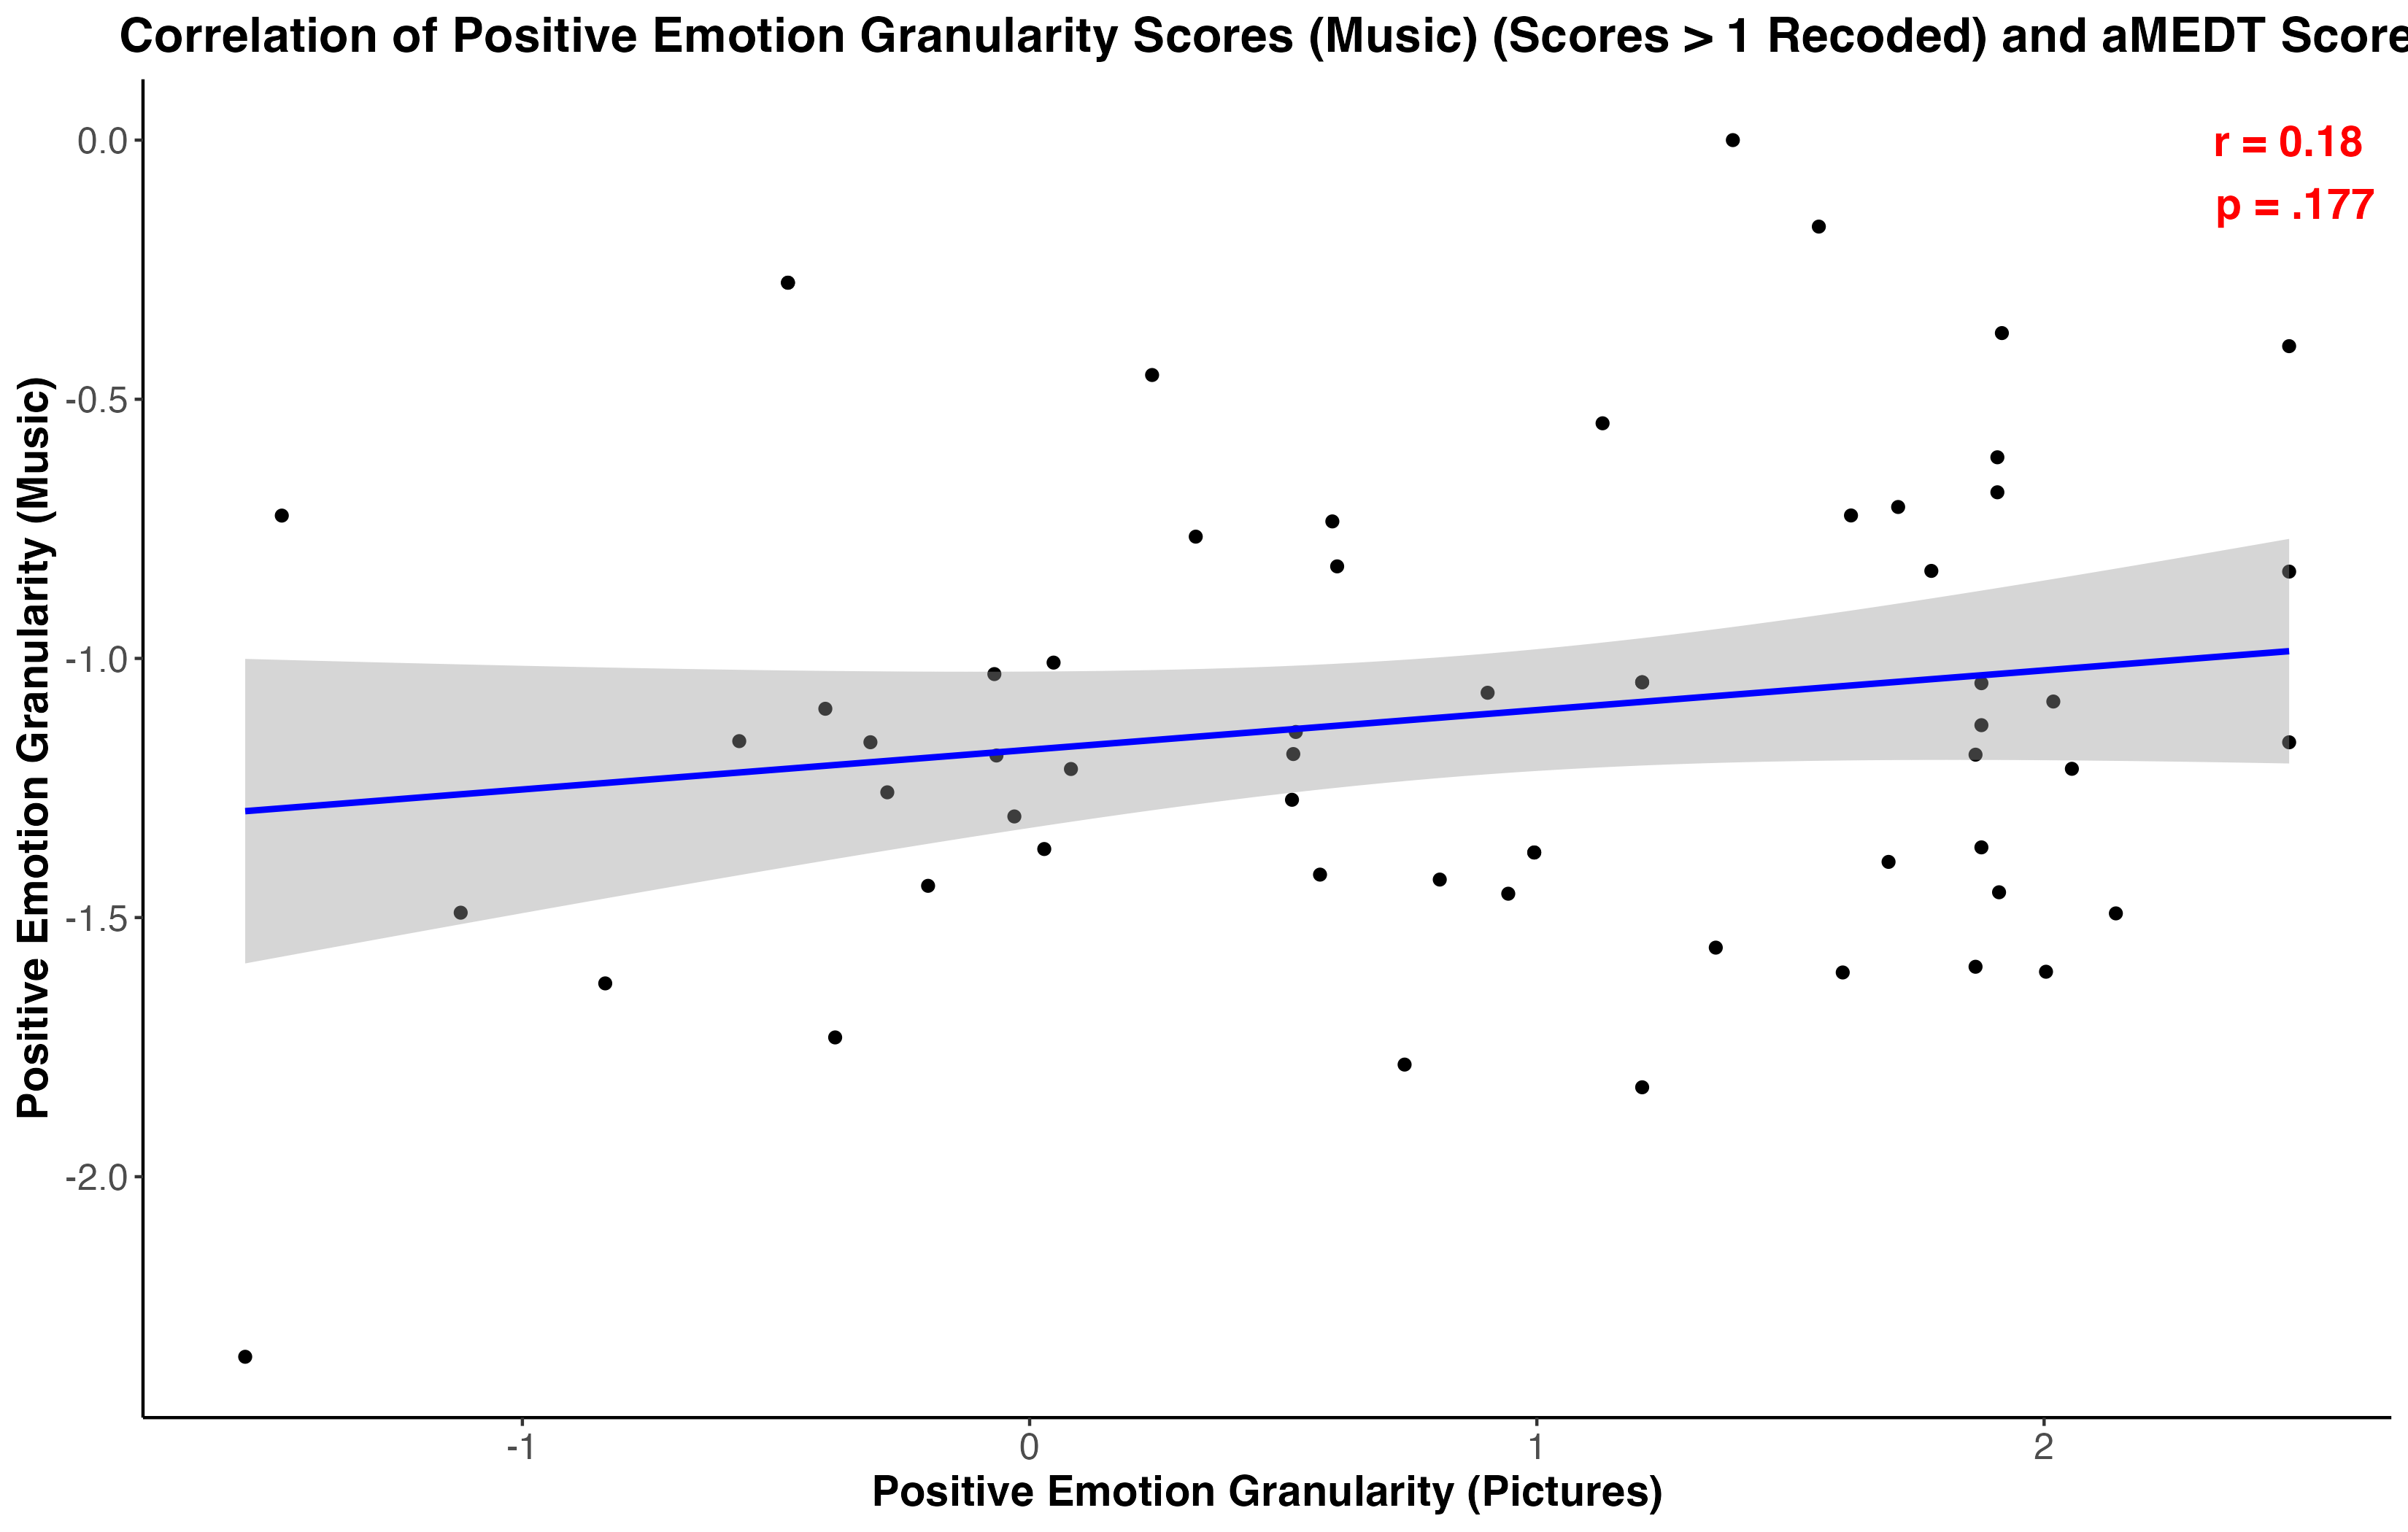 Correlation of Positive Emotion Granularity Scores (Music) (Scores > 1 Recoded) and aMEDT Score
r = 0.18
p = .177
0.0
-0.5
-1.0
-1.5
-2.0
Positive Emotion Granularity (Music)
-1
0
1
2
Positive Emotion Granularity (Pictures)